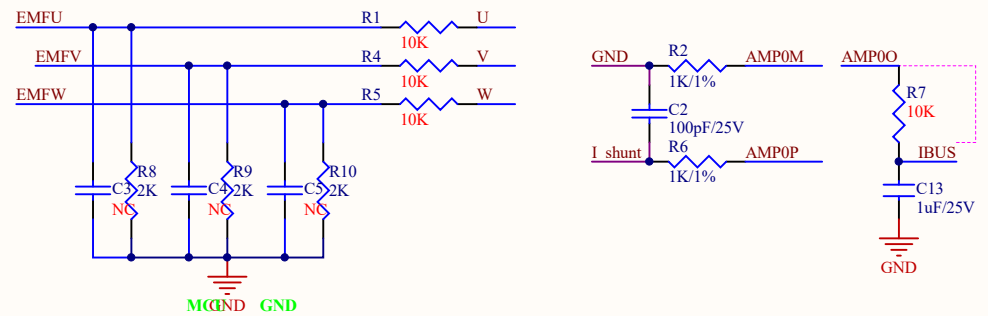 EMFU R1 U
10K
EMFV R4 V
10K
EMFW R5 W
10K
R8 R9 R10
C3 2K C4 2K C5 2K
NC NC NC
GND
GND
GND R2 AMP0M
1K/1%
C2
100pF/25V
I_shunt R6 AMP0P
1K/1%
AMP0O
R7
10K
IBUS
C13
1uF/25V
GND